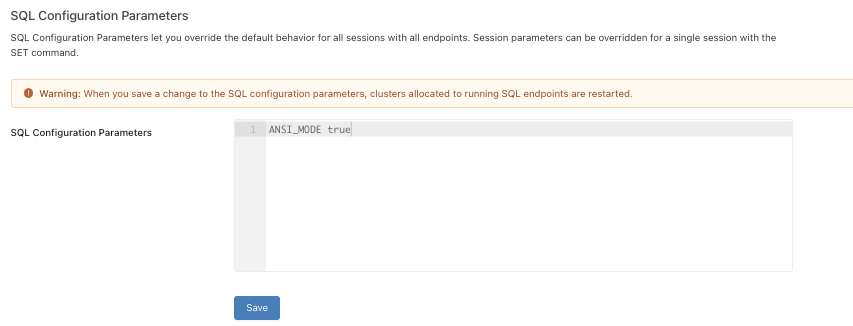 SQL Configuration Parameters
SQL Configuration Parameters let you override the default behavior for all sessions with all endpoints. Session parameters can be overridden for a single session with the
SET command.
Warning: When you save a change to the SQL configuration parameters, clusters allocated to running SQL endpoints are restarted.
SQL Configuration Parameters
1 ANSI_MODE true
Save